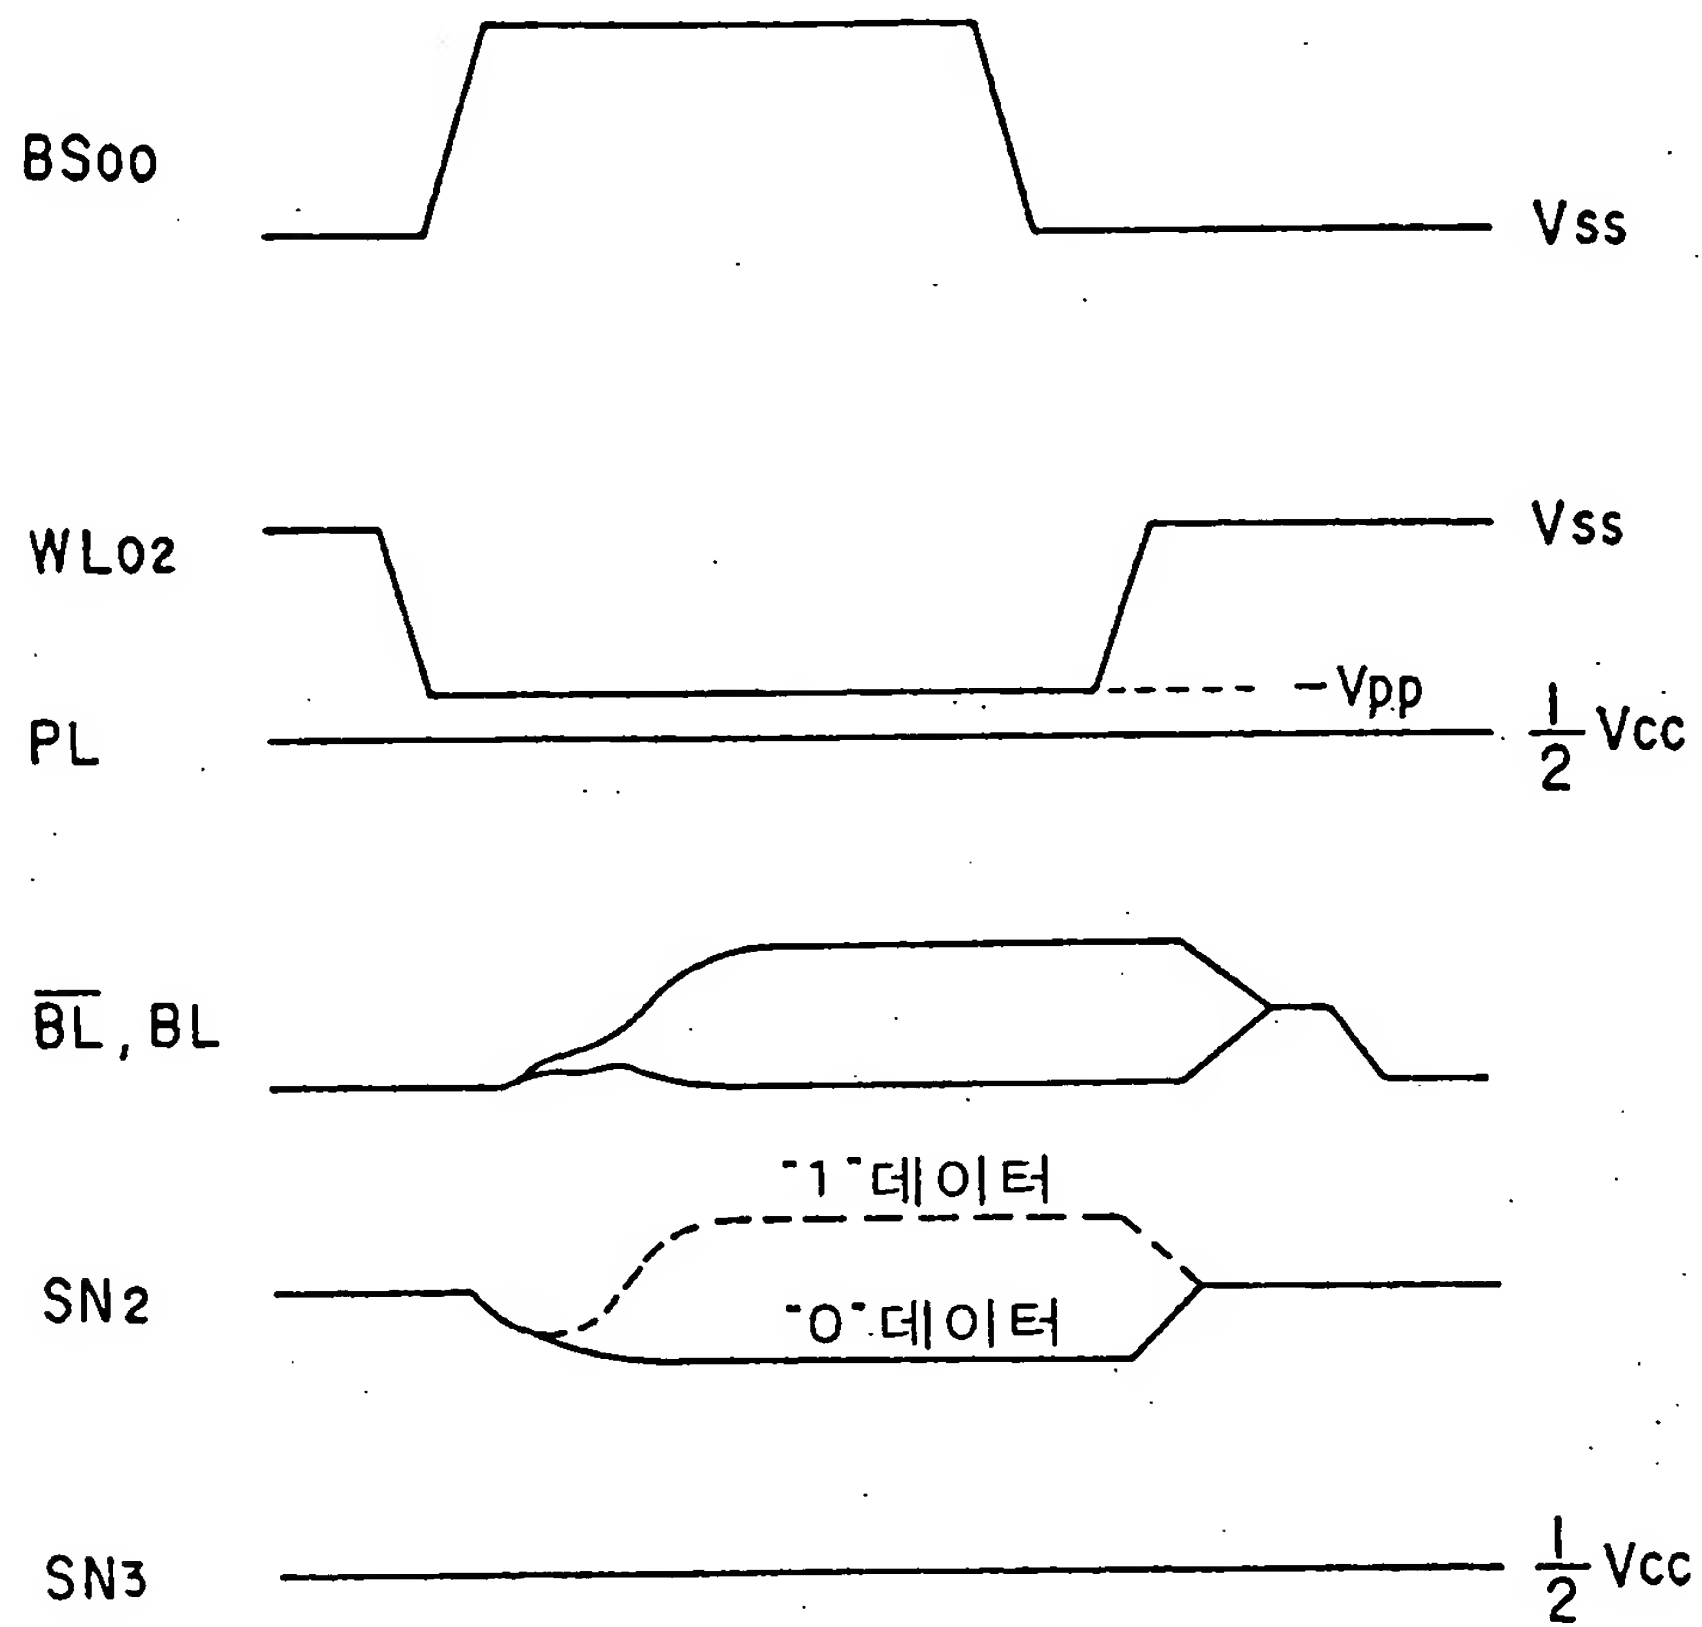 BS00
Vss
WL02
Vss
-Vpp
PL
1/2 Vcc
B̅L̅, BL
"1"데이터
SN2
"0"데이터
SN3
1/2 Vcc